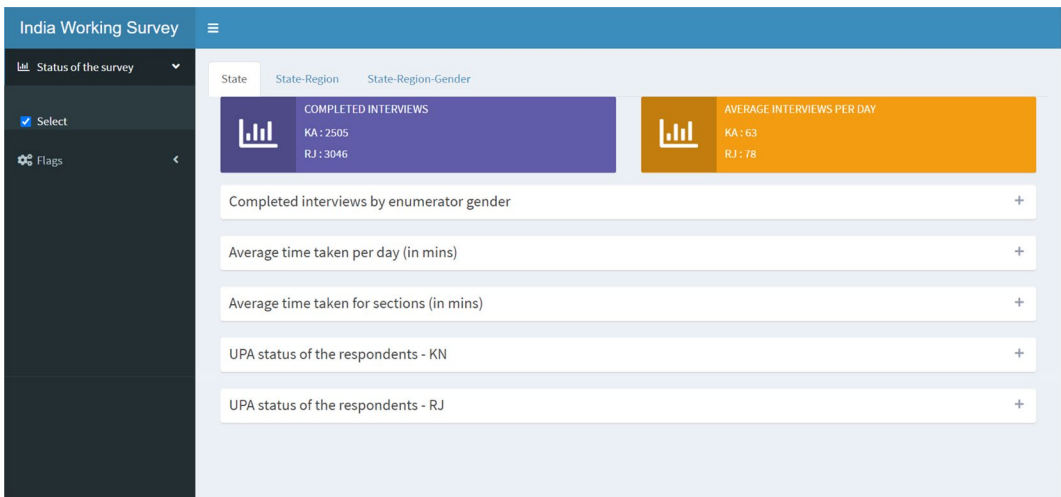 India Working Survey
Status of the survey
Select
Flags
State State-Region State-Region-Gender
COMPLETED INTERVIEWS
KA : 2505
RJ : 3046
AVERAGE INTERVIEWS PER DAY
KA : 63
RJ : 78
Completed interviews by enumerator gender
Average time taken per day (in mins)
Average time taken for sections (in mins)
UPA status of the respondents - KN
UPA status of the respondents - RJ